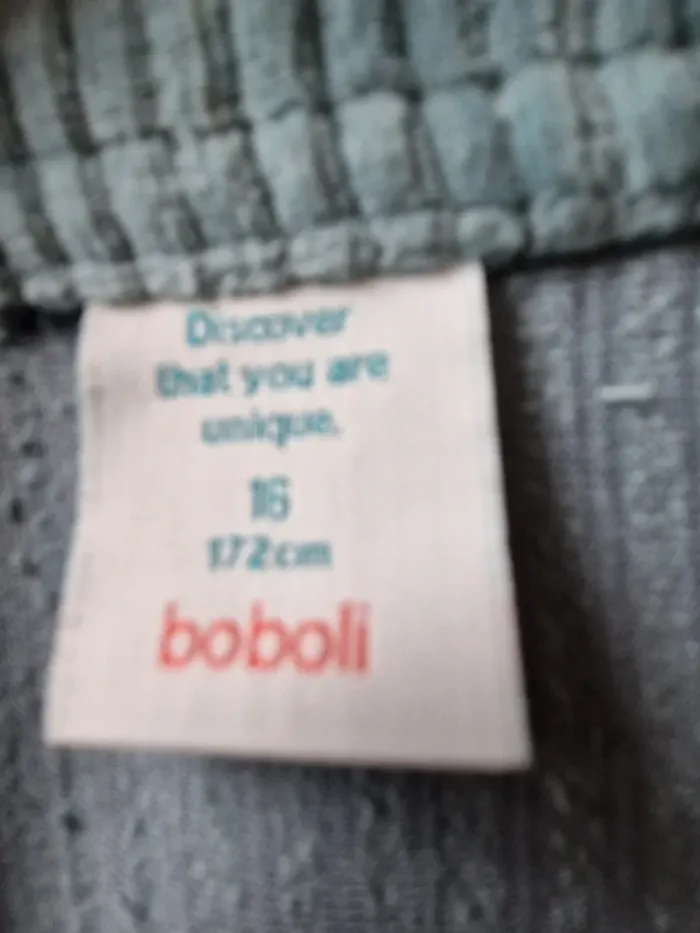 Discover
that you are
unique.
16
172cm
boboli